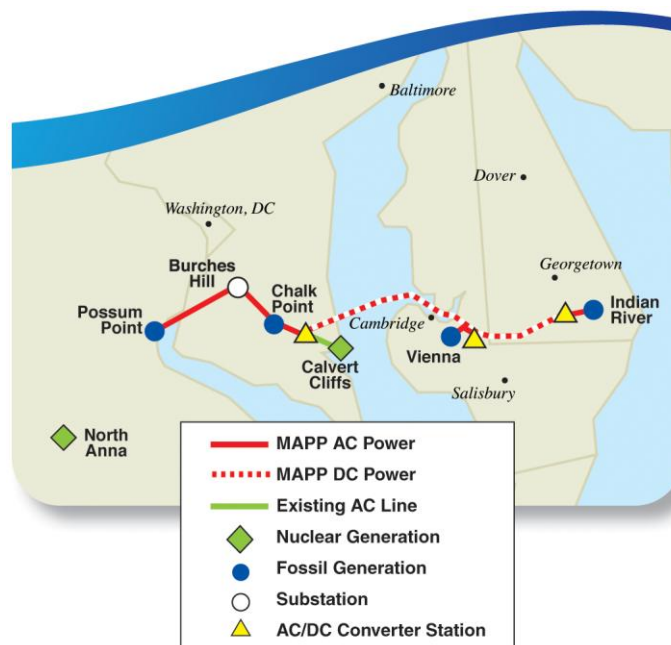 Baltimore
Dover
Washington, DC
Burches
Hill
Georgetown
Chalk
Point
Indian
River
Possum
Point
Cambridge
Vienna
Calvert
Cliffs
Salisbury
North
Anna
MAPP AC Power
MAPP DC Power
Existing AC Line
Nuclear Generation
Fossil Generation
Substation
AC/DC Converter Station